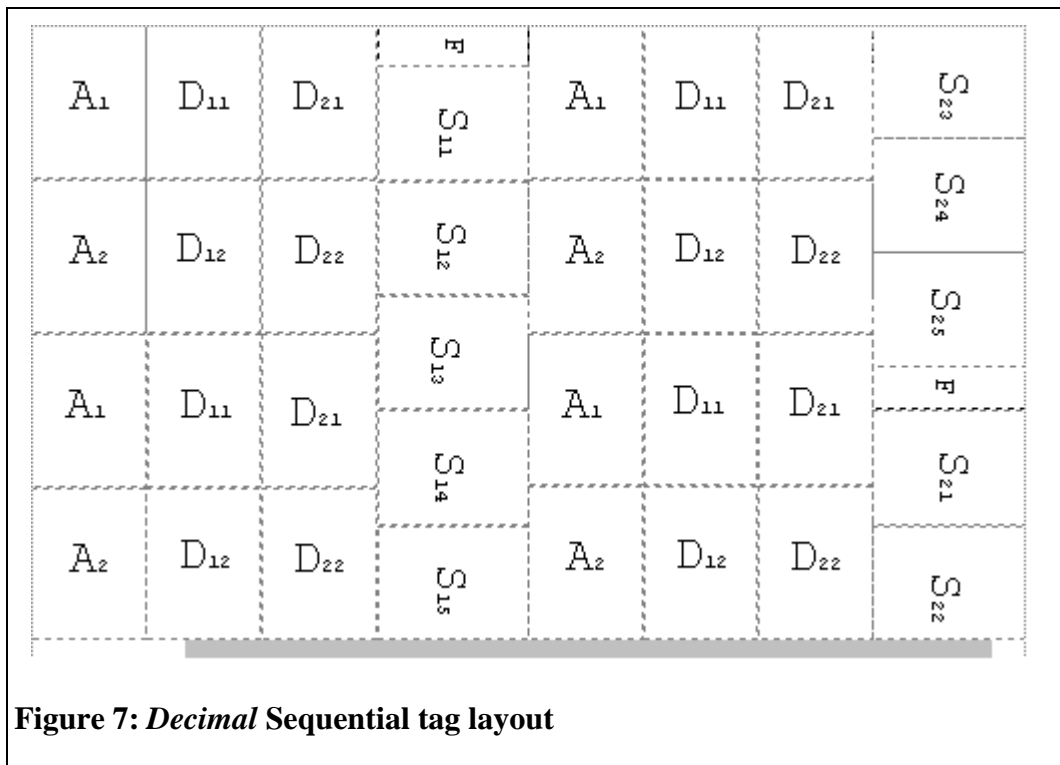 F
A₁ D₁₁ D₂₁ A₁ D₁₁ D₂₁ S₂₃
S₁₁
S₂₄
A₂ D₁₂ D₂₂ S₁₂ A₂ D₁₂ D₂₂
S₂₅
S₁₃
F
A₁ D₁₁ D₂₁ A₁ D₁₁ D₂₁
S₁₄ S₂₁
A₂ D₁₂ D₂₂ A₂ D₁₂ D₂₂
S₁₅ S₂₂
Figure 7: Decimal Sequential tag layout